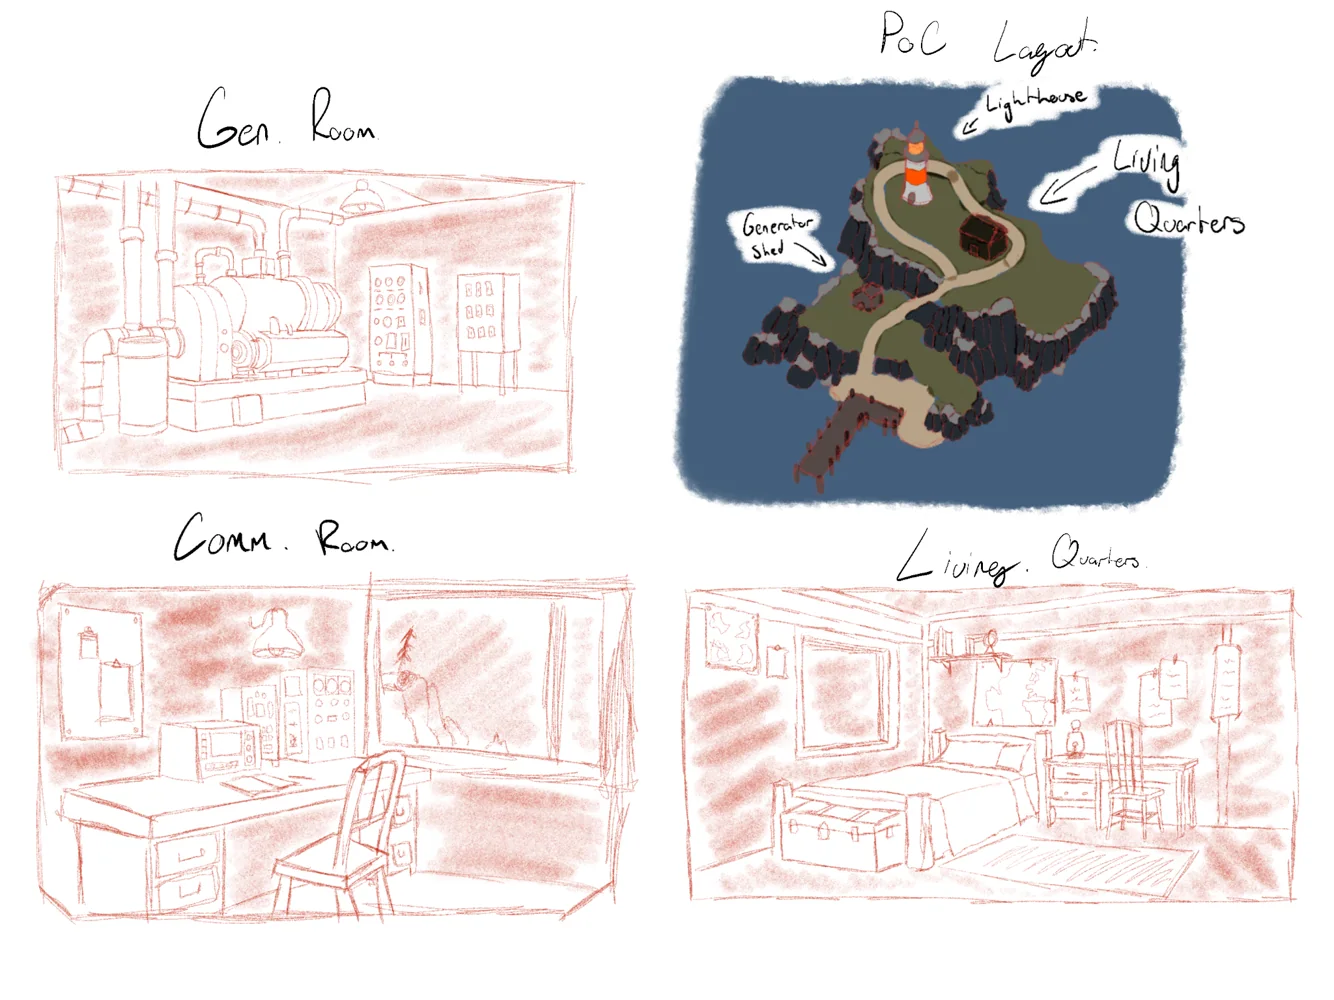 PoC Layout.
Gen. Room.
Lighthouse
Living
Quarters
Generator
Shed
Comm. Room.
Living. Quarters.